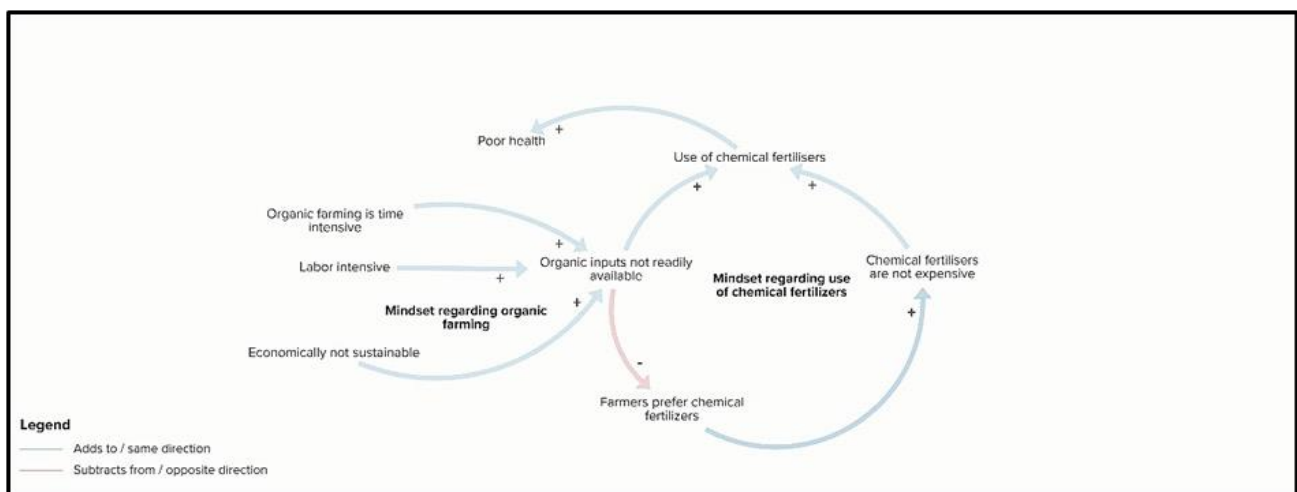 Poor health
+
Use of chemical fertilisers
+
+
Organic farming is time
intensive
+
Labor intensive
+
Organic inputs not readily
available
Mindset regarding use
of chemical fertilizers
Chemical fertilisers
are not expensive
Mindset regarding organic
farming
+
+
Economically not sustainable
-
Farmers prefer chemical
fertilizers
Legend
Adds to / same direction
Subtracts from / opposite direction